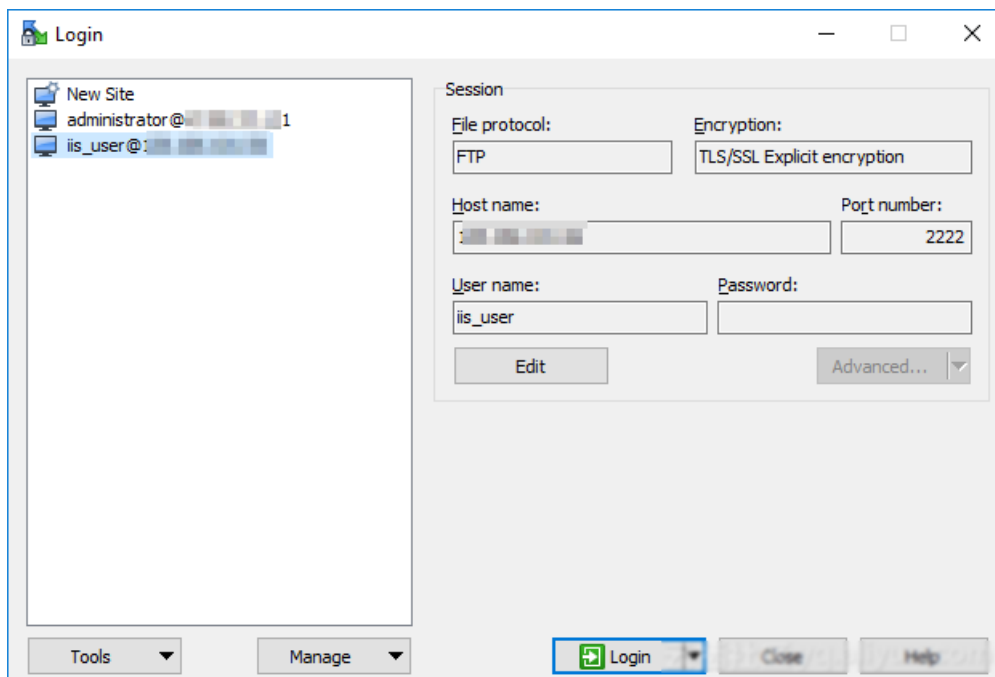 Login
New Site
administrator@ 1
iis_user@1
Session
File protocol:
Encryption:
FTP
TLS/SSL Explicit encryption
Host name:
Port number:
1
2222
User name:
Password:
iis_user
Edit
Advanced...
Tools
Manage
Login
Close
Help